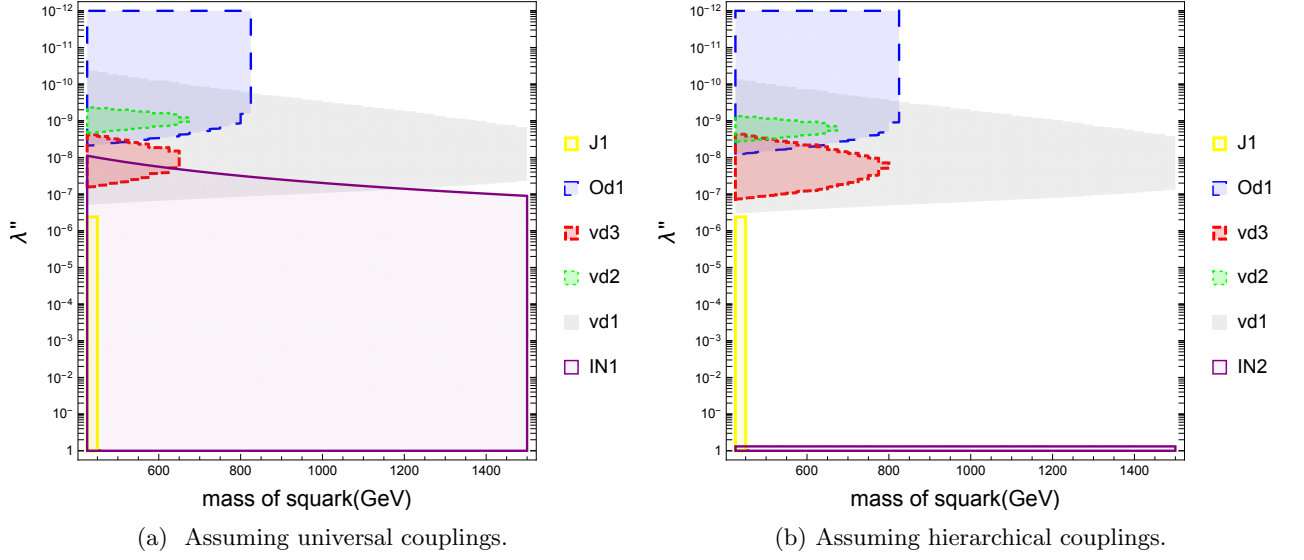 10⁻¹²
10⁻¹¹
10⁻¹⁰
10⁻⁹
10⁻⁸
10⁻⁷
10⁻⁶
10⁻⁵
10⁻⁴
10⁻³
10⁻²
10⁻
1
λ''
600 800 1000 1200 1400
mass of squark(GeV)
J1
Od1
vd3
vd2
vd1
IN1
(a) Assuming universal couplings.
10⁻¹²
10⁻¹¹
10⁻¹⁰
10⁻⁹
10⁻⁸
10⁻⁷
10⁻⁶
10⁻⁵
10⁻⁴
10⁻³
10⁻²
10⁻
1
λ''
600 800 1000 1200 1400
mass of squark(GeV)
J1
Od1
vd3
vd2
vd1
IN2
(b) Assuming hierarchical couplings.